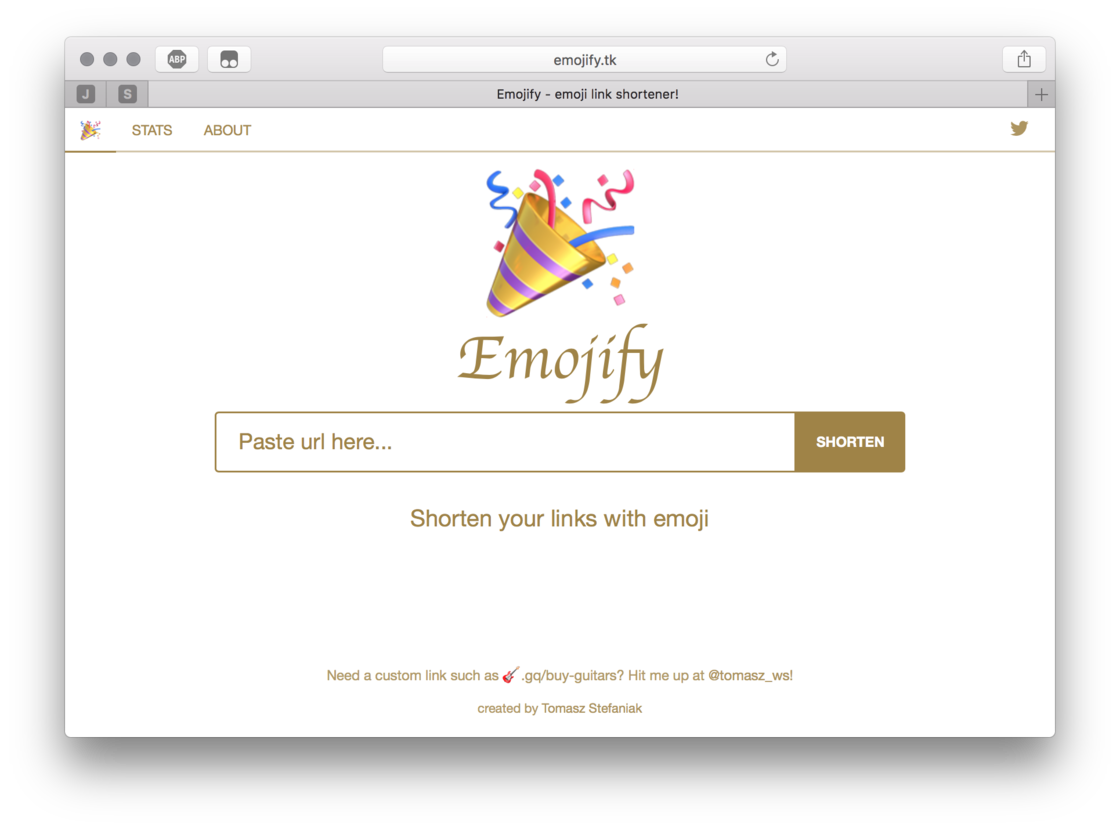 ABP
emojify.tk
J
S
Emojify - emoji link shortener!
STATS
ABOUT
Emojify
Paste url here...
SHORTEN
Shorten your links with emoji
Need a custom link such as 🎸.gq/buy-guitars? Hit me up at @tomasz_ws!
created by Tomasz Stefaniak